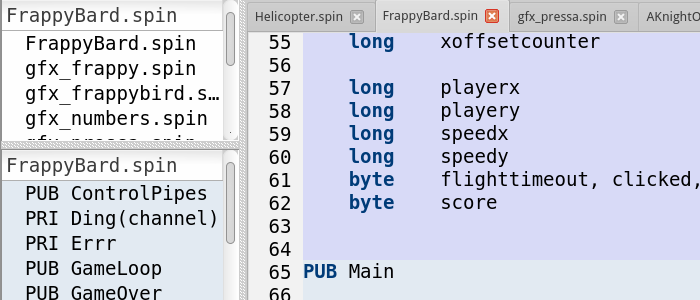 FrappyBard.spin
FrappyBard.spin
gfx_frappy.spin
gfx_frappybird.s…
gfx_numbers.spin
FrappyBard.spin
PUB ControlPipes
PRI Ding(channel)
PRI Errr
PUB GameLoop
PUB GameOver
Helicopter.spin FrappyBard.spin gfx_pressa.spin AKnightO
55 long xoffsetcounter
56
57 long playerx
58 long playery
59 long speedx
60 long speedy
61 byte flighttimeout, clicked,
62 byte score
63
64
65 PUB Main
66